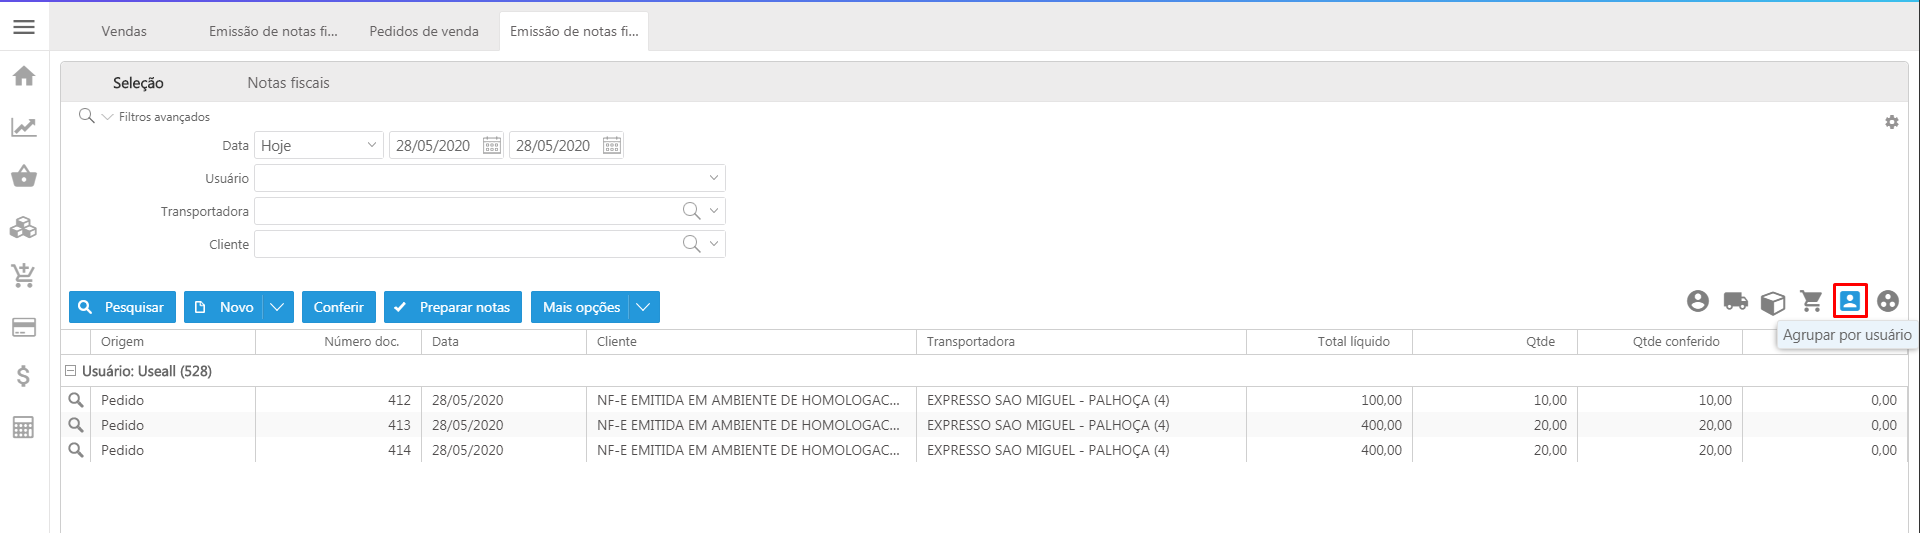 Vendas
Emissão de notas fi...
Pedidos de venda
Emissão de notas fi...
Seleção
Notas fiscais
Filtros avançados
Data Hoje 28/05/2020 28/05/2020
Usuário
Transportadora
Cliente
Pesquisar Novo Conferir Preparar notas Mais opções
Agrupar por usuário
Origem Número doc. Data Cliente Transportadora Total líquido Qtde Qtde conferido
Usuário: Useall (528)
Pedido 412 28/05/2020 NF-E EMITIDA EM AMBIENTE DE HOMOLOGAC... EXPRESSO SAO MIGUEL - PALHOÇA (4) 100,00 10,00 10,00 0,00
Pedido 413 28/05/2020 NF-E EMITIDA EM AMBIENTE DE HOMOLOGAC... EXPRESSO SAO MIGUEL - PALHOÇA (4) 400,00 20,00 20,00 0,00
Pedido 414 28/05/2020 NF-E EMITIDA EM AMBIENTE DE HOMOLOGAC... EXPRESSO SAO MIGUEL - PALHOÇA (4) 400,00 20,00 20,00 0,00